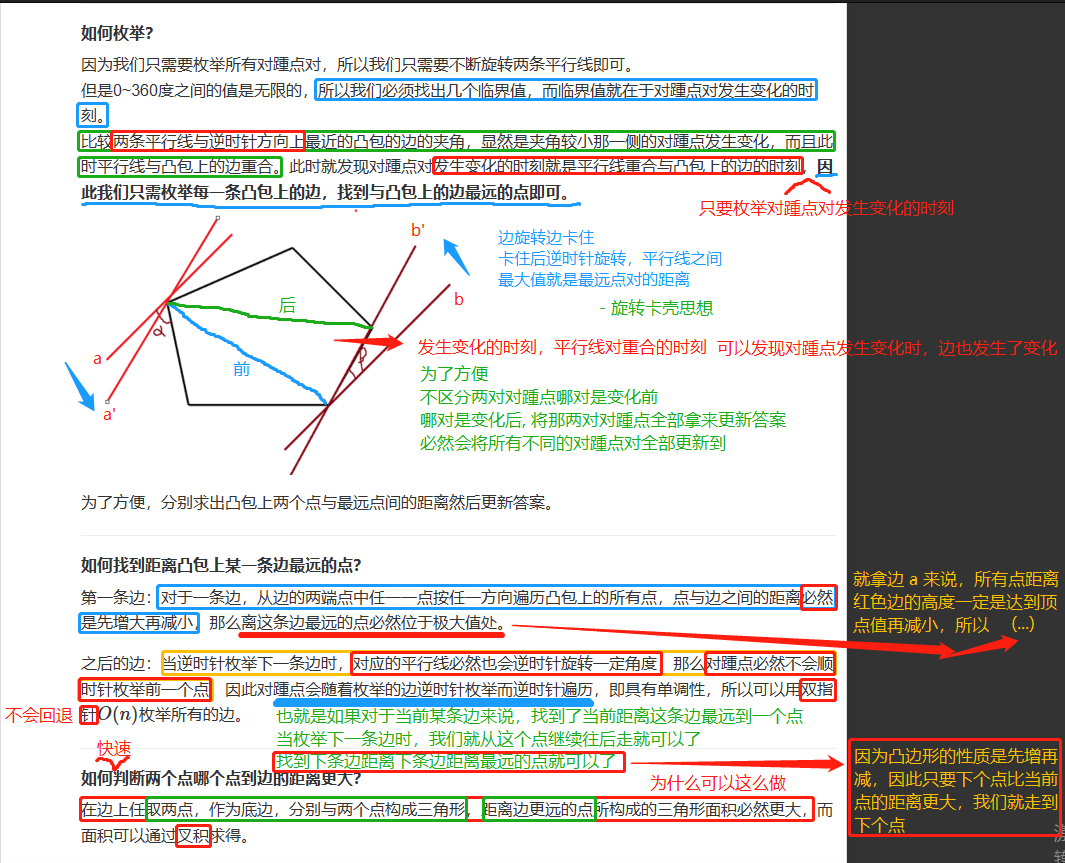 如何枚举?
因为我们只需要枚举所有对踵点对，所以我们只需要不断旋转两条平行线即可。
但是0~360度之间的值是无限的，所以我们必须找出几个临界值，而临界值就在于对踵点对发生变化的时
刻。
比较两条平行线与逆时针方向上最近的凸包的边的夹角，显然是夹角较小那一侧的对踵点发生变化，而且此
时平行线与凸包上的边重合。此时就发现对踵点对发生变化的时刻就是平行线重合与凸包上的边的时刻，因
此我们只需枚举每一条凸包上的边，找到与凸包上的边最远的点即可。
只要枚举对踵点对发生变化的时刻
b'
边旋转边卡住
卡住后逆时针旋转，平行线之间
最大值就是最远点对的距离
b
- 旋转卡壳思想
后
α
β
发生变化的时刻，平行线对重合的时刻 可以发现对踵点发生变化时，边也发生了变化
a
前
为了方便
不区分两对对踵点哪对是变化前
a'
哪对是变化后, 将那两对对踵点全部拿来更新答案
必然会将所有不同的对踵点对全部更新到
为了方便，分别求出凸包上两个点与最远点间的距离然后更新答案。
如何找到距离凸包上某一条边最远的点?
第一条边：对于一条边，从边的两端点中任一一点按任一方向遍历凸包上的所有点，点与边之间的距离必然
是先增大再减小，那么离这条边最远的点必然位于极大值处。
就拿边 a 来说，所有点距离
红色边的高度一定是达到顶
点值再减小，所以 （...）
之后的边：当逆时针枚举下一条边时，对应的平行线必然也会逆时针旋转一定角度 那么对踵点必然不会顺
时针枚举前一个点 因此对踵点会随着枚举的边逆时针枚举而逆时针遍历，即具有单调性，所以可以用双指
不会回退 针O(n)枚举所有的边。
也就是如果对于当前某条边来说，找到了当前距离这条边最远到一个点
当枚举下一条边时，我们就从这个点继续往后走就可以了
找到下条边距离下条边距离最远的点就可以了
快速
为什么可以这么做
因为凸边形的性质是先增再
减，因此只要下个点比当前
点的距离更大，我们就走到
下个点
如何判断两个点哪个点到边的距离更大?
在边上任取两点，作为底边，分别与两个点构成三角形，距离边更远的点所构成的三角形面积必然更大，而
面积可以通过叉积求得。